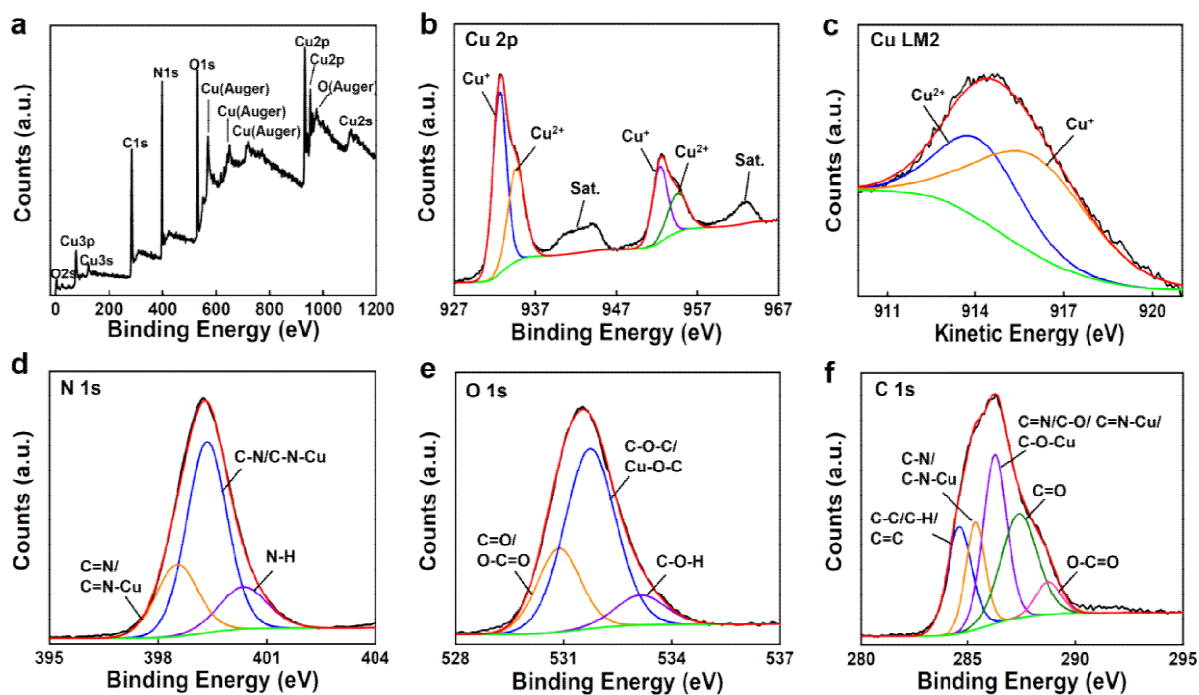 a
Counts (a.u.)
O2s
Cu3p
Cu3s
C1s
N1s
O1s
Cu(Auger)
Cu(Auger)
Cu(Auger)
Cu2p
Cu2p
O(Auger)
Cu2s
0 200 400 600 800 1000 1200
Binding Energy (eV)
b
Cu 2p
Counts (a.u.)
Cu⁺
Cu²⁺
Sat.
Cu⁺
Cu²⁺
Sat.
927 937 947 957 967
Binding Energy (eV)
c
Cu LM2
Counts (a.u.)
Cu²⁺
Cu⁺
911 914 917 920
Kinetic Energy (eV)
d
N 1s
Counts (a.u.)
C-N/C-N-Cu
C=N/
C=N-Cu
N-H
395 398 401 404
Binding Energy (eV)
e
O 1s
Counts (a.u.)
C-O-C/
Cu-O-C
C=O/
O-C=O
C-O-H
528 531 534 537
Binding Energy (eV)
f
C 1s
Counts (a.u.)
C=N/C-O/ C=N-Cu/
C-O-Cu
C-N/
C-N-Cu
C=O
C-C/C-H/
C=C
O-C=O
280 285 290 295
Binding Energy (eV)